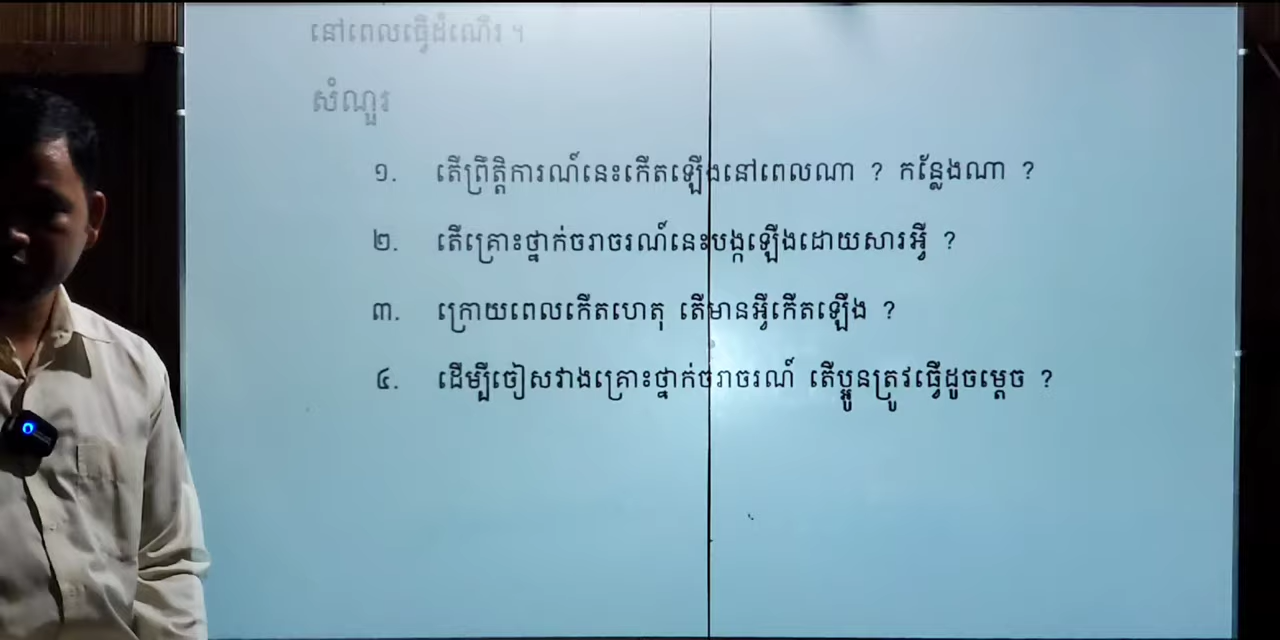 នៅពេលធ្វើដំណើរ ។
សំណួរ
១. តើព្រឹត្តិការណ៍នេះកើតឡើងនៅពេលណា ? កន្លែងណា ?
២. តើគ្រោះថ្នាក់ចរាចរណ៍នេះបង្កឡើងដោយសារអ្វី ?
៣. ក្រោយពេលកើតហេតុ តើមានអ្វីកើតឡើង ?
៤. ដើម្បីចៀសវាងគ្រោះថ្នាក់ចរាចរណ៍ តើប្អូនត្រូវធ្វើដូចម្តេច ?